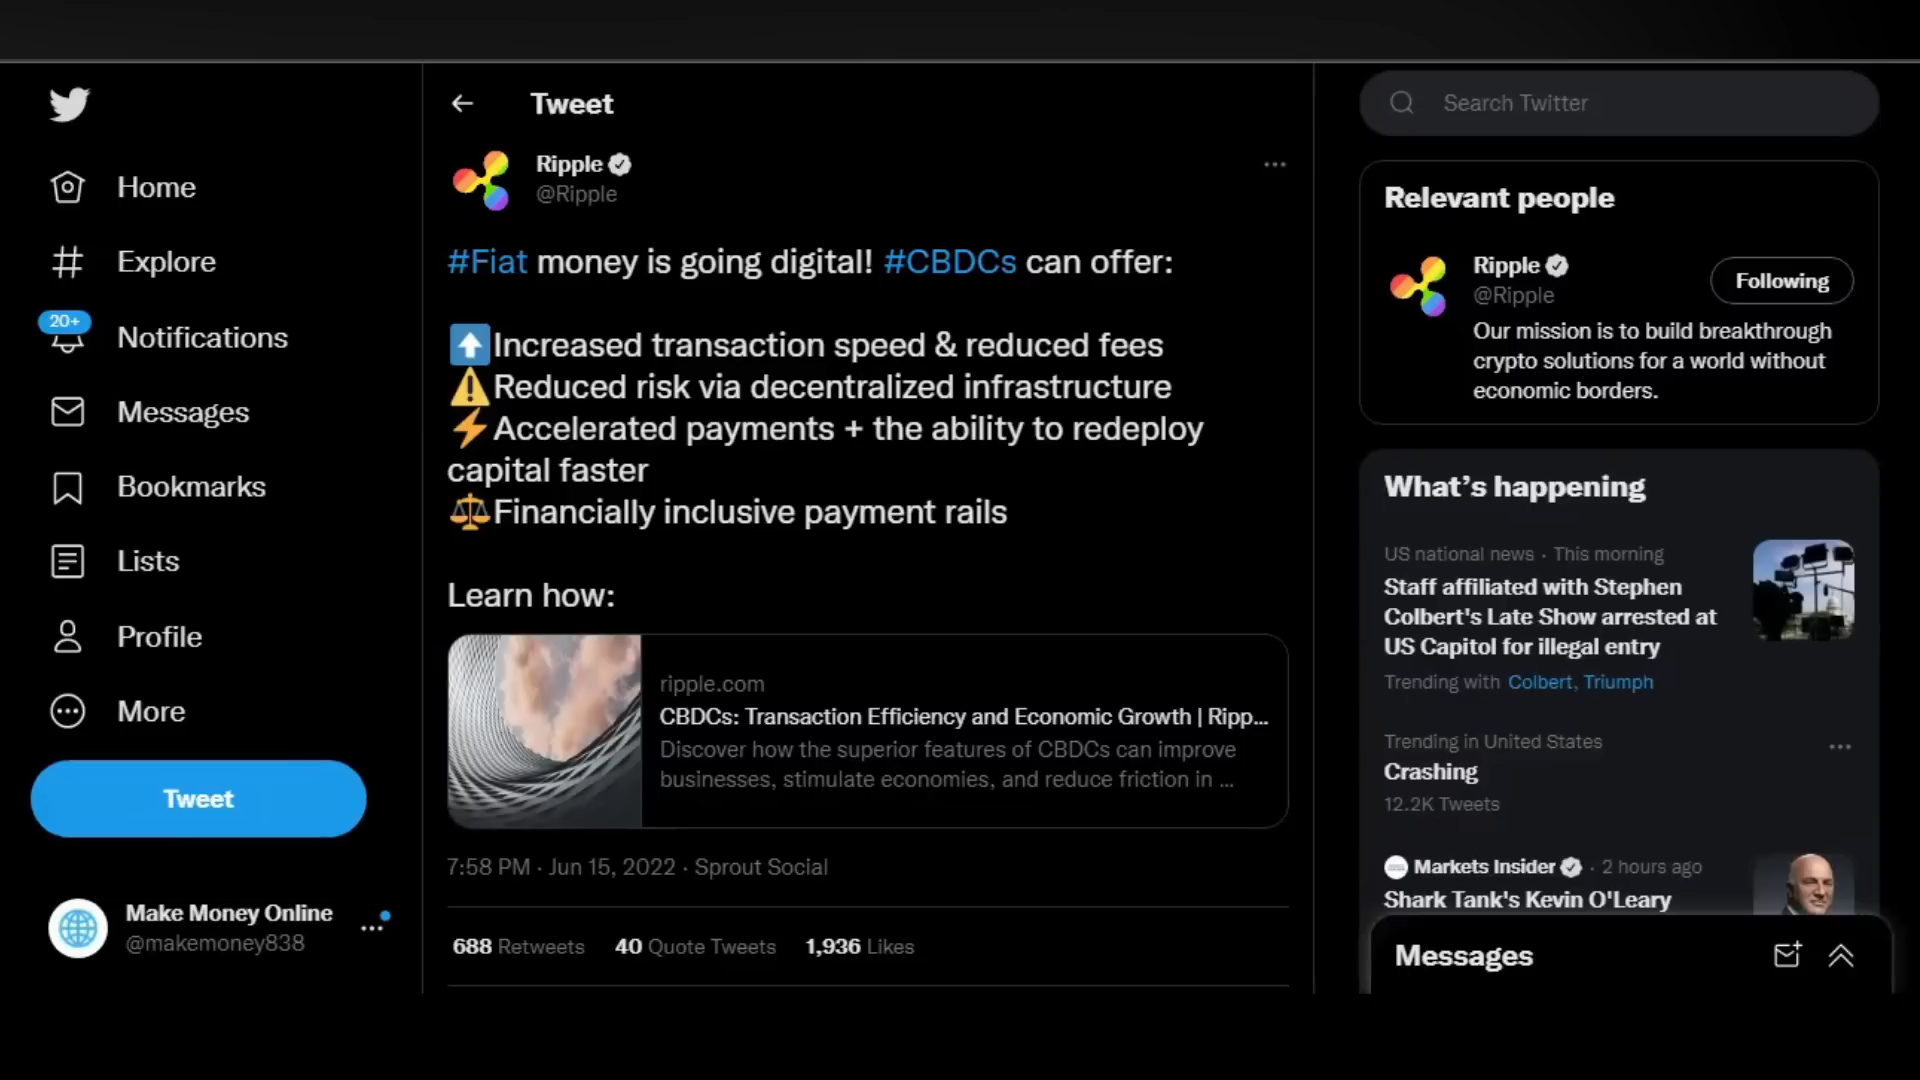 Home
Explore
20+
Notifications
Messages
Bookmarks
Lists
Profile
More
Tweet
Make Money Online
@makemoney838
Tweet
Ripple
@Ripple
#Fiat money is going digital! #CBDCs can offer:
Increased transaction speed & reduced fees
Reduced risk via decentralized infrastructure
Accelerated payments + the ability to redeploy
capital faster
Financially inclusive payment rails
Learn how:
ripple.com
CBDCs: Transaction Efficiency and Economic Growth | Ripp...
Discover how the superior features of CBDCs can improve
businesses, stimulate economies, and reduce friction in ...
7:58 PM · Jun 15, 2022 · Sprout Social
688 Retweets 40 Quote Tweets 1,936 Likes
Search Twitter
Relevant people
Ripple
@Ripple
Following
Our mission is to build breakthrough
crypto solutions for a world without
economic borders.
What's happening
US national news · This morning
Staff affiliated with Stephen
Colbert's Late Show arrested at
US Capitol for illegal entry
Trending with Colbert, Triumph
Trending in United States
Crashing
12.2K Tweets
Markets Insider · 2 hours ago
Shark Tank's Kevin O'Leary
Messages